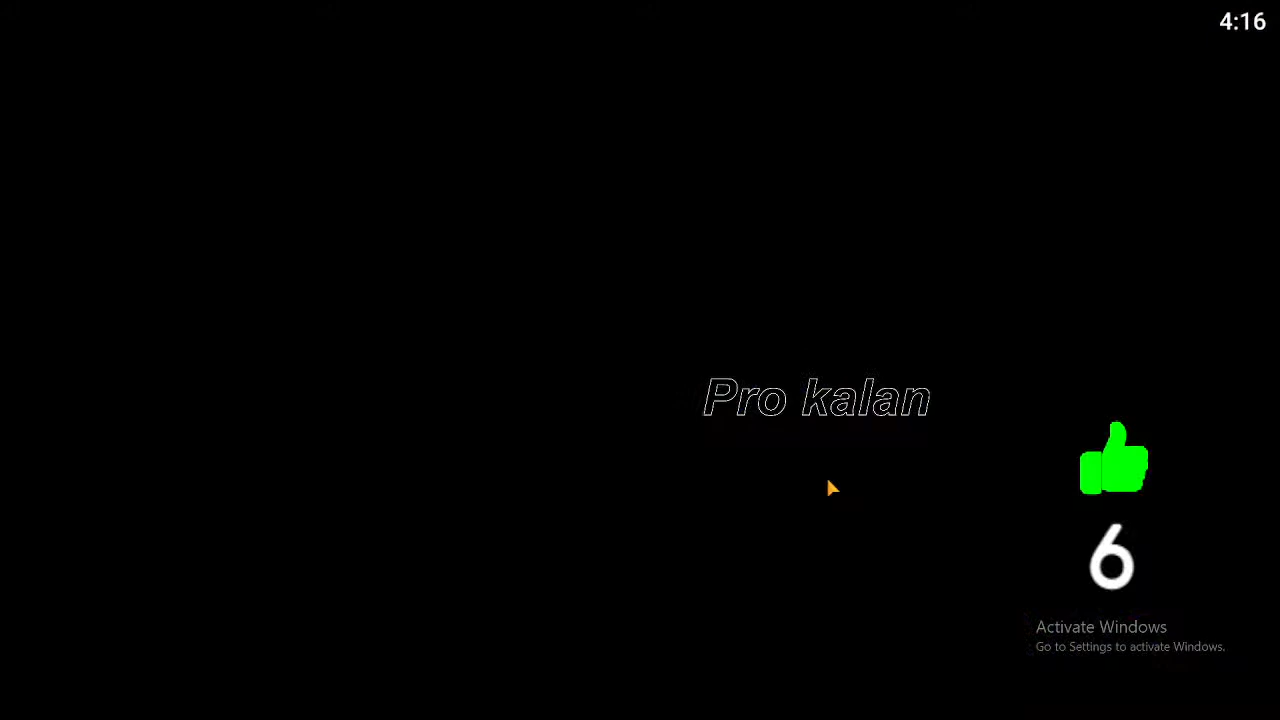 4:16
Pro kalan
6
Activate Windows
Go to Settings to activate Windows.